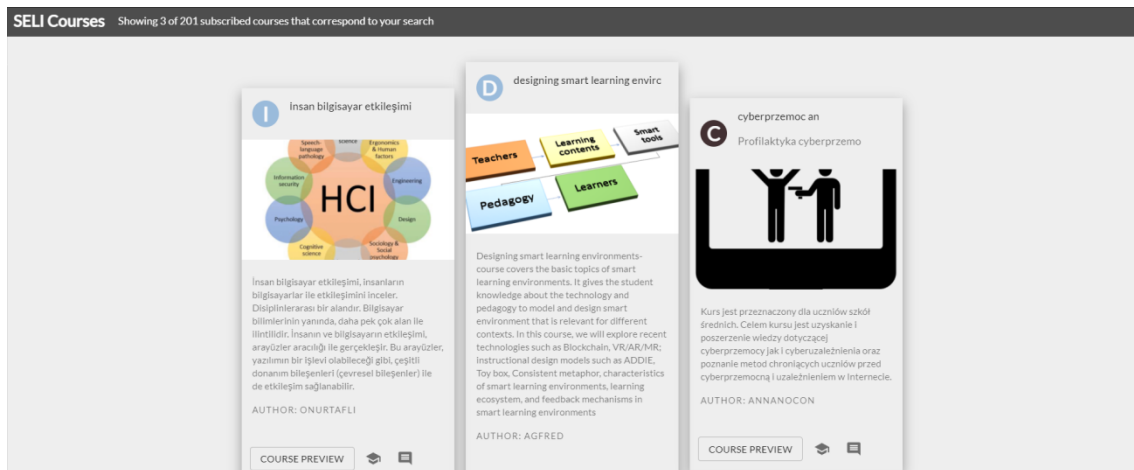 SELI Courses Showing 3 of 201 subscribed courses that correspond to your search
I
İnsan bilgisayar etkileşimi
Speech-language pathology
science
Ergonomics & Human factors
Information security
Engineering
HCI
Psychology
Design
Cognitive science
Sociology & Social psychology
İnsan bilgisayar etkileşimi, insanların
bilgisayarlar ile etkileşimini inceler.
Disiplinlerarası bir alandır. Bilgisayar
bilimlerinin yanında, daha pek çok alan ile
ilintilidir. İnsanın ve bilgisayarın etkileşimi,
arayüzler aracılığı ile gerçekleşir. Bu arayüzler,
yazılımın bir işlevi olabileceği gibi, çeşitli
donanım bileşenleri (çevresel bileşenler) ile
de etkileşim sağlanabilir.
AUTHOR: ONURTAFLI
COURSE PREVIEW
D
designing smart learning envirc
Teachers
Learning contents
Smart tools
Pedagogy
Learners
Designing smart learning environments-
course covers the basic topics of smart
learning environments. It gives the student
knowledge about the technology and
pedagogy to model and design smart
environment that is relevant for different
contexts. In this course, we will explore recent
technologies such as Blockchain, VR/AR/MR;
Instructional design models such as ADDIE,
Toy box, Consistent metaphor, characteristics
of smart learning environments, learning
ecosystem, and feedback mechanisms in
smart learning environments
AUTHOR: AGFRED
C
cyberprzemoc an
Profilaktyka cyberprzemo
Kurs jest przeznaczony dla uczniów szkół
średnich. Celem kursu jest uzyskanie i
poszerzenie wiedzy dotyczącej
cyberprzemocy jak i cyberuzależnienia oraz
poznanie metod chroniących uczniów przed
cyberprzemocną i uzależnieniem w Internecie.
AUTHOR: ANNANOCON
COURSE PREVIEW